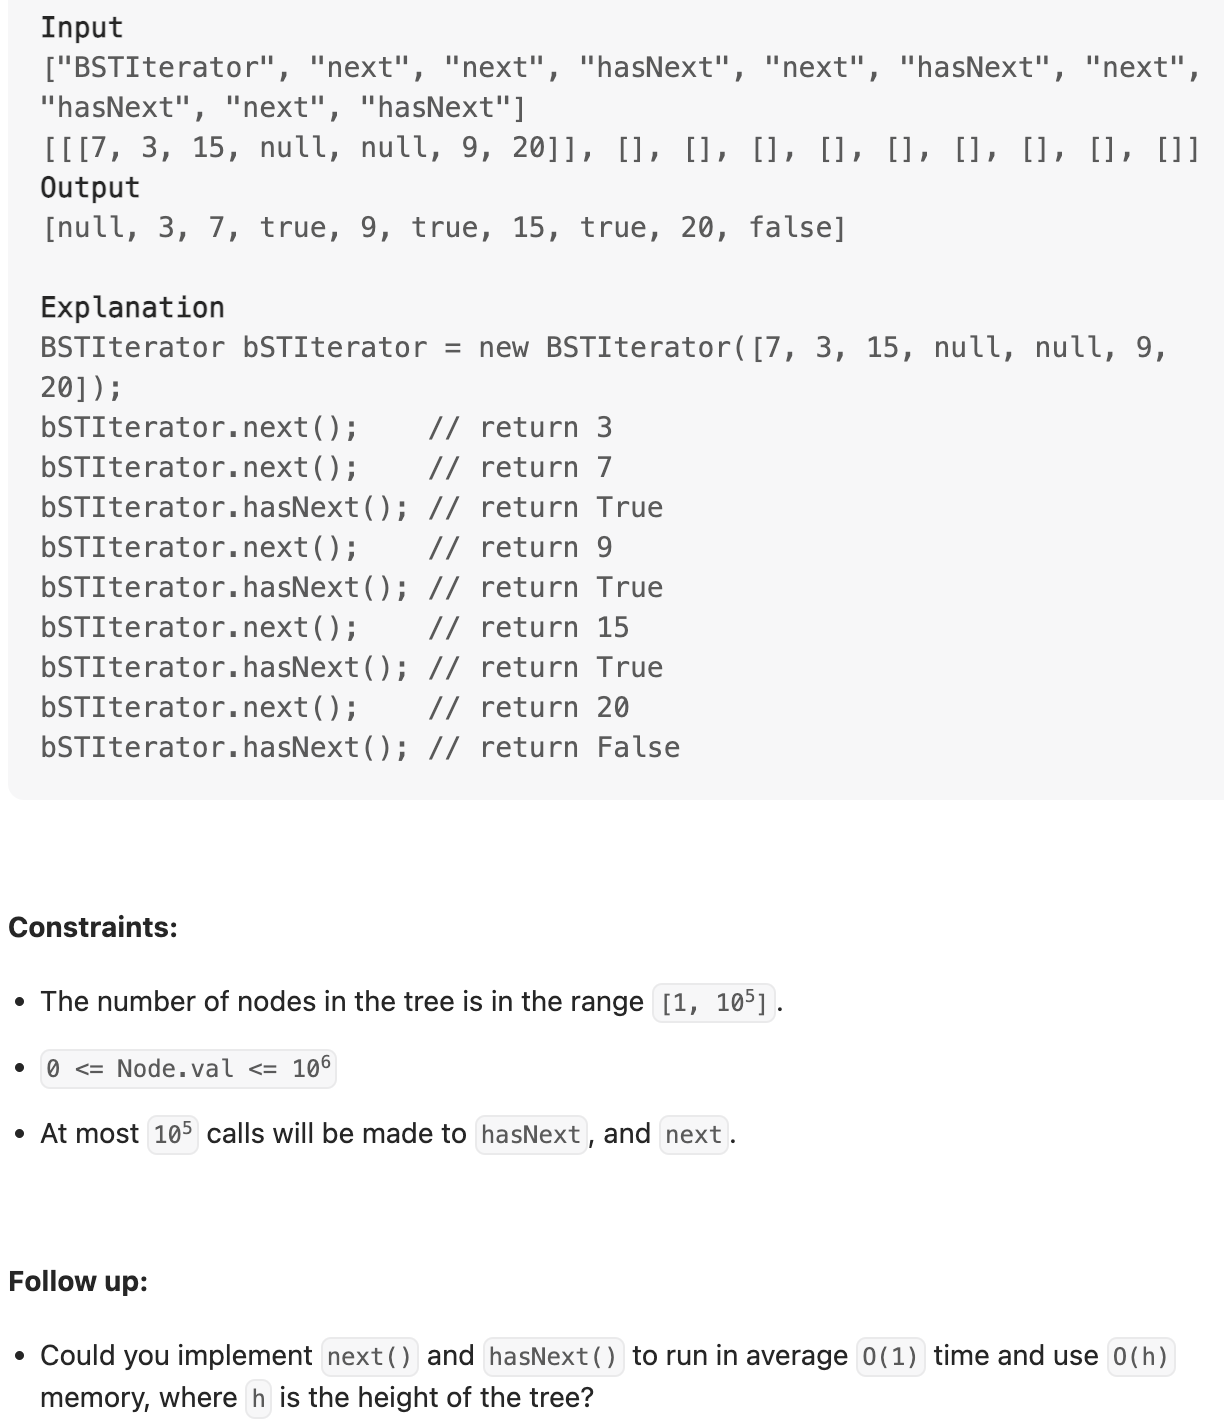 Input
["BSTIterator", "next", "next", "hasNext", "next", "hasNext", "next",
"hasNext", "next", "hasNext"]
[[[7, 3, 15, null, null, 9, 20]], [], [], [], [], [], [], [], [], []]
Output
[null, 3, 7, true, 9, true, 15, true, 20, false]
Explanation
BSTIterator bSTIterator = new BSTIterator([7, 3, 15, null, null, 9,
20]);
bSTIterator.next();    // return 3
bSTIterator.next();    // return 7
bSTIterator.hasNext(); // return True
bSTIterator.next();    // return 9
bSTIterator.hasNext(); // return True
bSTIterator.next();    // return 15
bSTIterator.hasNext(); // return True
bSTIterator.next();    // return 20
bSTIterator.hasNext(); // return False
Constraints:
• The number of nodes in the tree is in the range [1, 10⁵].
• 0 <= Node.val <= 10⁶
• At most 10⁵ calls will be made to hasNext, and next.
Follow up:
• Could you implement next() and hasNext() to run in average O(1) time and use O(h)
memory, where h is the height of the tree?